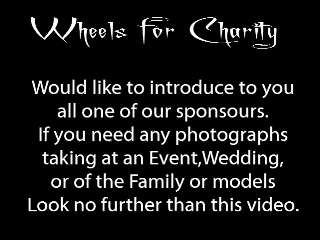 Wheels for Charity
Would like to introduce to you
all one of our sponsours.
If you need any photographs
taking at an Event,Wedding,
or of the Family or models
Look no further than this video.